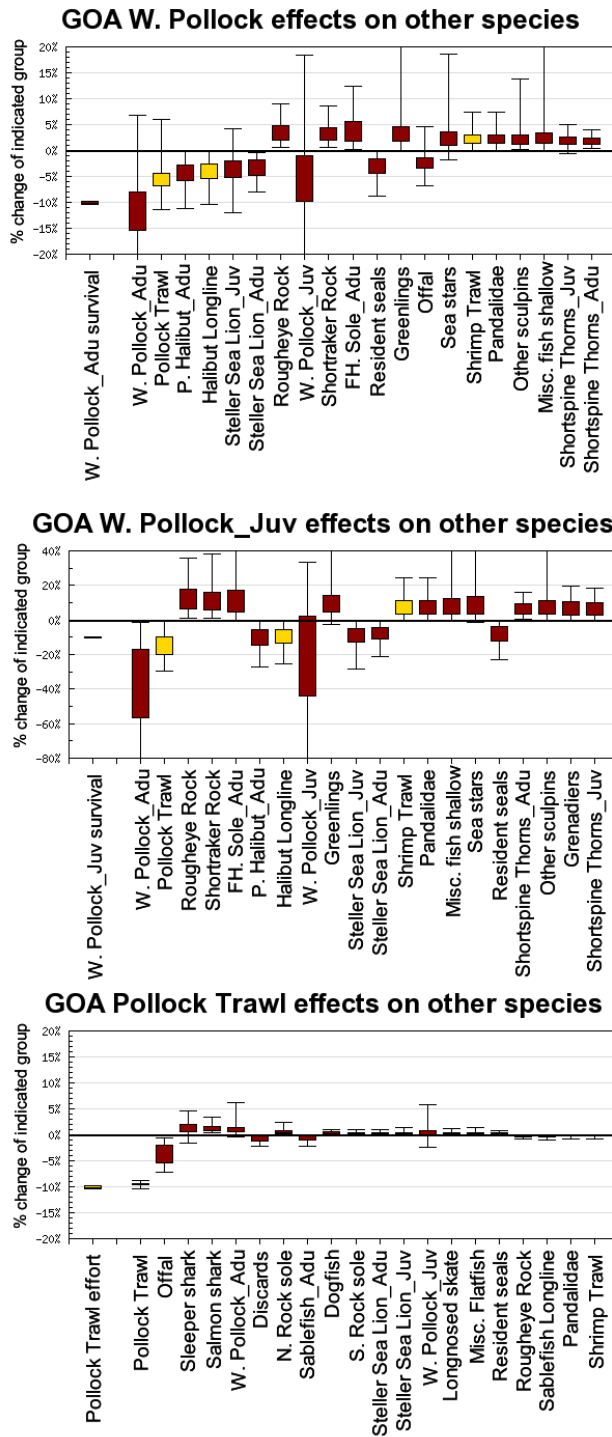 GOA W. Pollock effects on other species
% change of indicated group
20%
15%
10%
5%
0%
-5%
-10%
-15%
-20%
W. Pollock_Adu survival
W. Pollock_Adu
Pollock Trawl
P. Halibut_Adu
Halibut Longline
Steller Sea Lion_Juv
Steller Sea Lion_Adu
Rougheye Rock
W. Pollock_Juv
Shortraker Rock
FH. Sole_Adu
Resident seals
Greenlings
Offal
Sea stars
Shrimp Trawl
Pandalidae
Other sculpins
Misc. fish shallow
Shortspine Thorns_Juv
Shortspine Thorns_Adu
GOA W. Pollock_Juv effects on other species
% change of indicated group
40%
20%
0%
-20%
-40%
-60%
-80%
W. Pollock_Juv survival
W. Pollock_Adu
Pollock Trawl
Rougheye Rock
Shortraker Rock
FH. Sole_Adu
P. Halibut_Adu
Halibut Longline
W. Pollock_Juv
Greenlings
Steller Sea Lion_Juv
Steller Sea Lion_Adu
Shrimp Trawl
Pandalidae
Misc. fish shallow
Sea stars
Resident seals
Shortspine Thorns_Adu
Other sculpins
Grenadiers
Shortspine Thorns_Juv
GOA Pollock Trawl effects on other species
% change of indicated group
20%
15%
10%
5%
0%
-5%
-10%
-15%
-20%
Pollock Trawl effort
Pollock Trawl
Offal
Sleeper shark
Salmon shark
W. Pollock_Adu
Discards
N. Rock sole
Sablefish_Adu
Dogfish
S. Rock sole
Steller Sea Lion_Adu
Steller Sea Lion_Juv
W. Pollock_Juv
Longnosed skate
Misc. Flatfish
Resident seals
Rougheye Rock
Sablefish Longline
Pandalidae
Shrimp Trawl